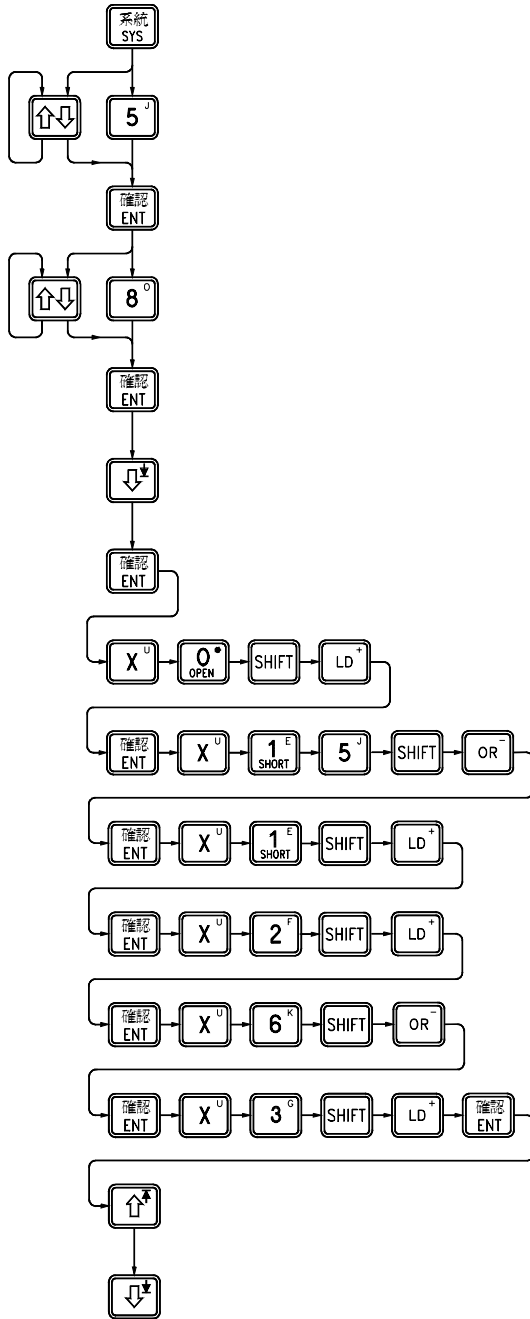 系統
SYS
5 J
確認
ENT
8 O
確認
ENT
確認
ENT
X U 0 * OPEN SHIFT LD +
確認 ENT X U 1 E SHORT 5 J SHIFT OR -
確認 ENT X U 1 E SHORT SHIFT LD +
確認 ENT X U 2 F SHIFT LD +
確認 ENT X U 6 K SHIFT OR -
確認 ENT X U 3 G SHIFT LD + 確認 ENT